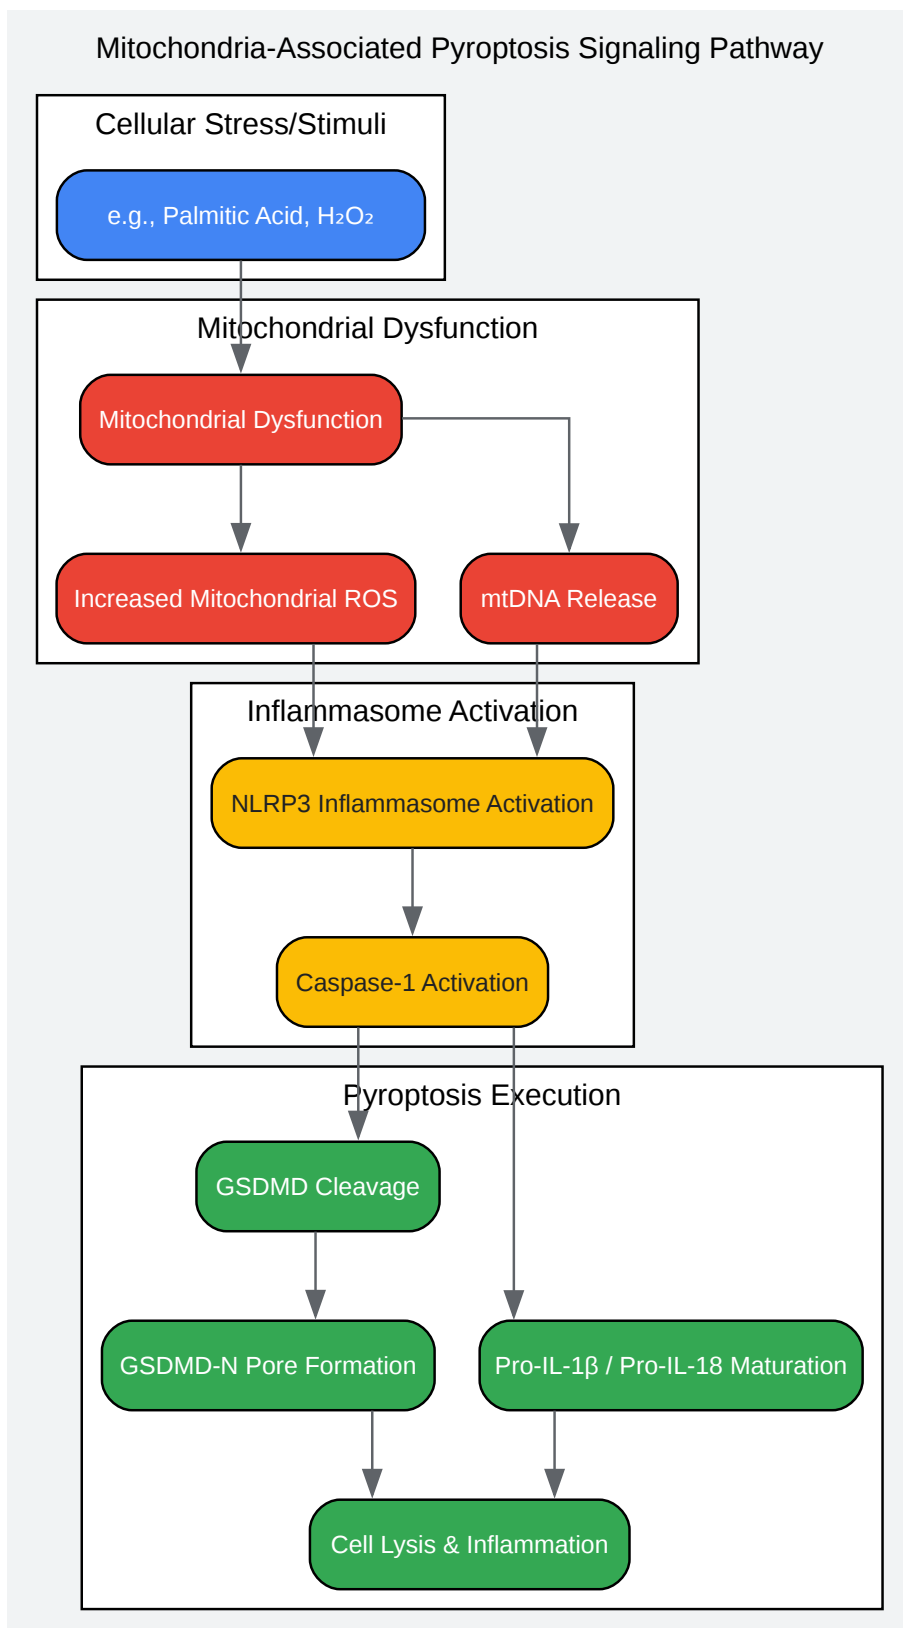 Mitochondria-Associated Pyroptosis Signaling Pathway
Cellular Stress/Stimuli
e.g., Palmitic Acid, H₂O₂
Mitochondrial Dysfunction
Mitochondrial Dysfunction
Increased Mitochondrial ROS
mtDNA Release
Inflammasome Activation
NLRP3 Inflammasome Activation
Caspase-1 Activation
Pyroptosis Execution
GSDMD Cleavage
GSDMD-N Pore Formation
Pro-IL-1β / Pro-IL-18 Maturation
Cell Lysis & Inflammation